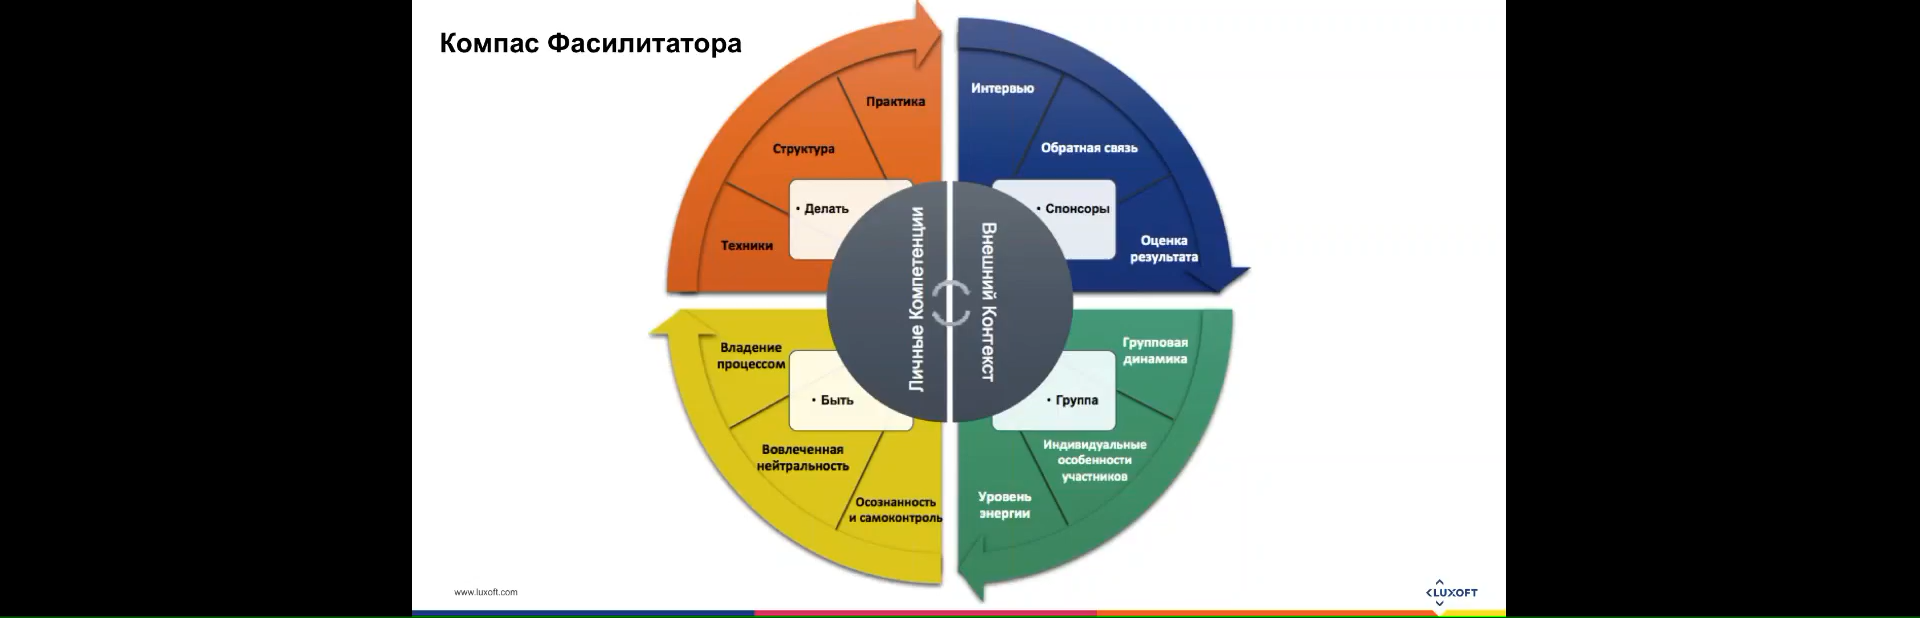 Компас Фасилитатора
Практика
Структура
Техники
• Делать
Интервью
Обратная связь
Оценка
результата
• Спонсоры
Личные Компетенции
Внешний Контекст
Владение
процессом
Вовлеченная
нейтральность
Осознанность
и самоконтроль
• Быть
Групповая
динамика
Индивидуальные
особенности
участников
Уровень
энергии
• Группа
www.luxoft.com
LUXOFT